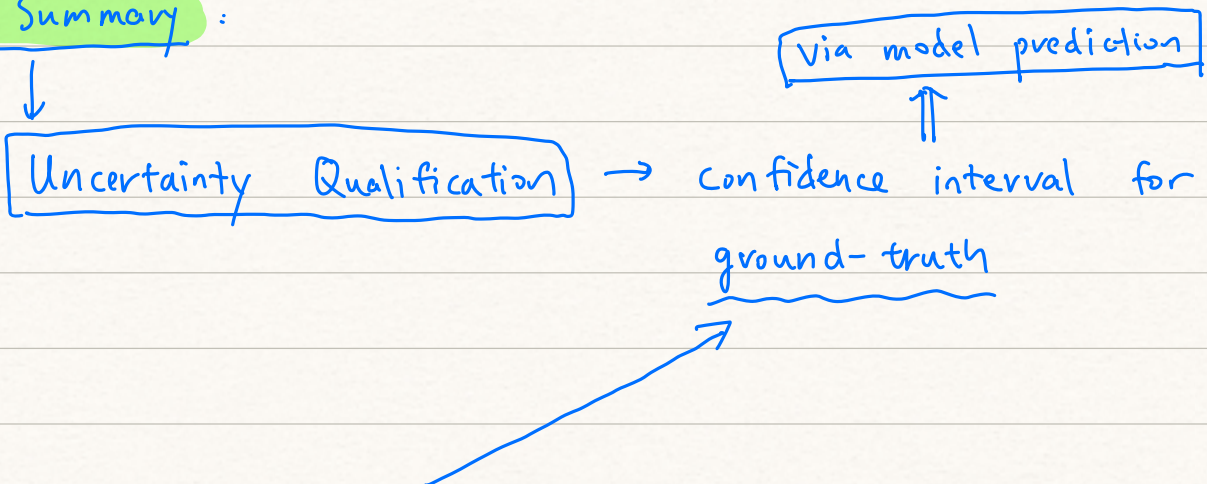 Summary :
via model prediction
Uncertainty Qualification → confidence interval for
ground-truth